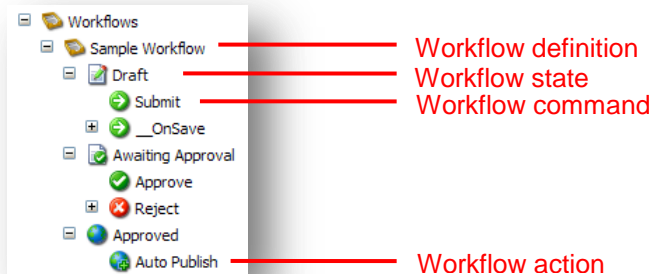 Workflows
Sample Workflow
Workflow definition
Draft
Workflow state
Submit
Workflow command
__OnSave
Awaiting Approval
Approve
Reject
Approved
Auto Publish
Workflow action